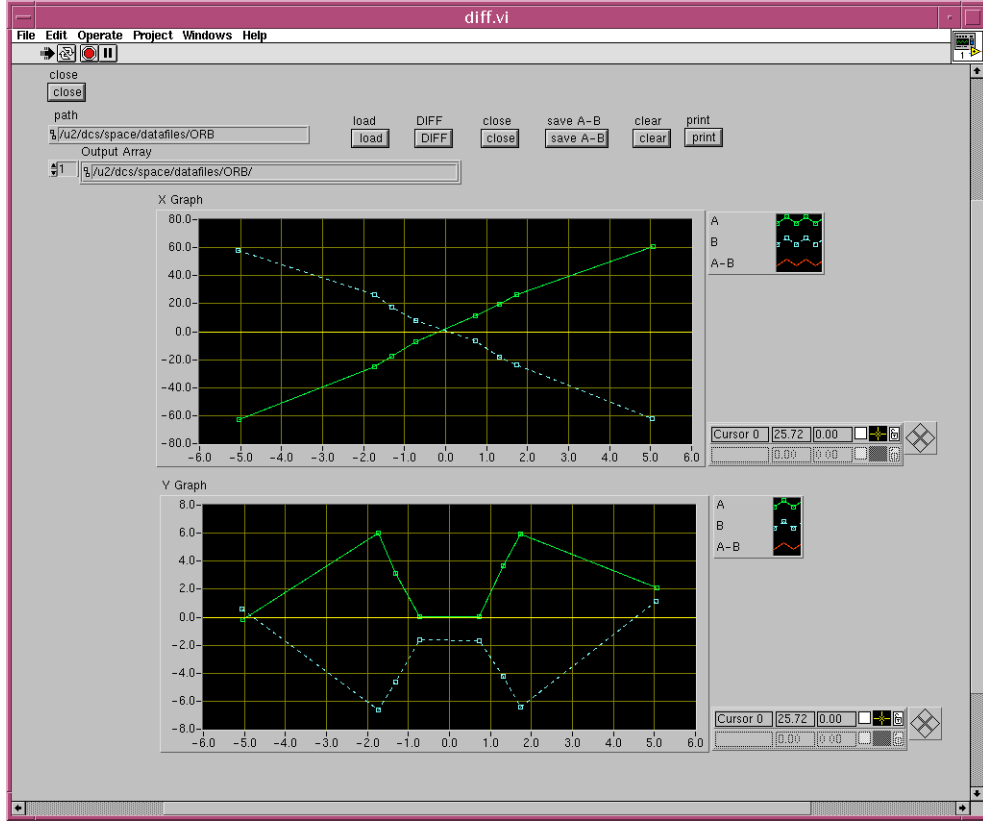 diff.vi
File Edit Operate Project Windows Help
1
close
close
path
/u2/dcs/space/datafiles/ORB
load DIFF close save A-B clear print
load DIFF close save A-B clear print
Output Array
1 /u2/dcs/space/datafiles/ORB/
X Graph
80.0-
60.0-
40.0-
20.0-
0.0-
-20.0-
-40.0-
-60.0-
-80.0-
-6.0 -5.0 -4.0 -3.0 -2.0 -1.0 0.0 1.0 2.0 3.0 4.0 5.0 6.0
A
B
A-B
Cursor 0 25.72 0.00
0.00 0.00
Y Graph
8.0-
6.0-
4.0-
2.0-
0.0-
-2.0-
-4.0-
-6.0-
-8.0-
-6.0 -5.0 -4.0 -3.0 -2.0 -1.0 0.0 1.0 2.0 3.0 4.0 5.0 6.0
A
B
A-B
Cursor 0 25.72 0.00
0.00 0.00